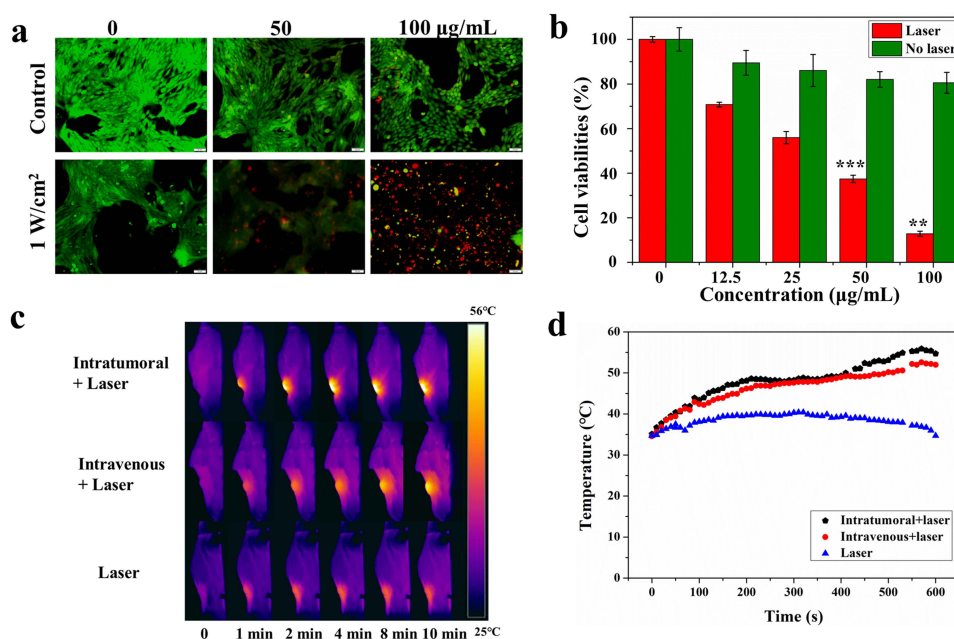 a
0
50
100 µg/mL
Control
1 W/cm²
b
Laser
No laser
Cell viabilities (%)
100
80
60
40
20
0
***
**
0
12.5
25
50
100
Concentration (µg/mL)
c
56°C
Intratumoral
+ Laser
Intravenous
+ Laser
Laser
0
1 min
2 min
4 min
8 min
10 min
25°C
d
Temperature (°C)
60
50
40
30
20
10
0
Intratumoral+laser
Intravenous+laser
Laser
0
100
200
300
400
500
600
Time (s)